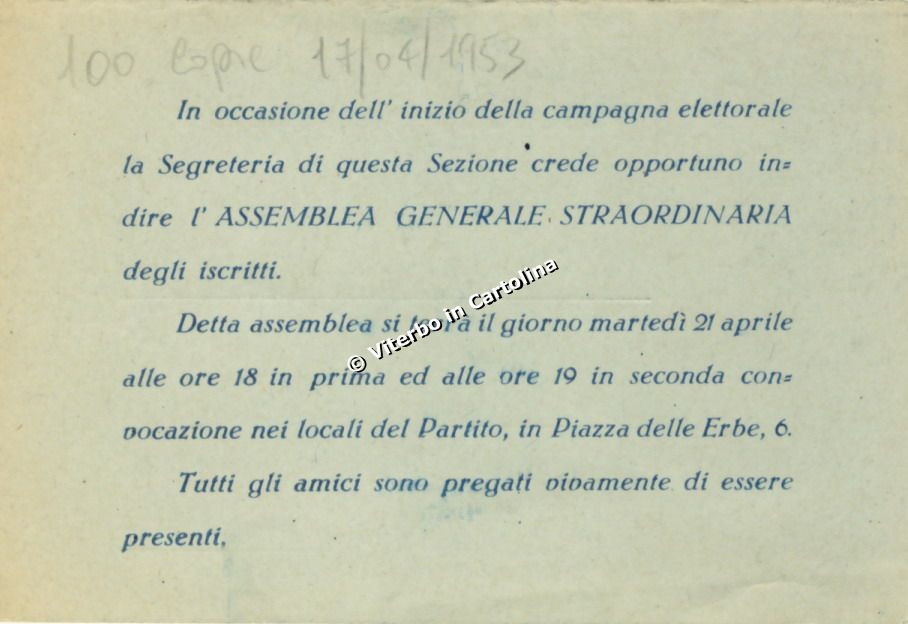 100 copie 17/04/1953
In occasione dell' inizio della campagna elettorale
la Segreteria di questa Sezione crede opportuno in=
dire l' ASSEMBLEA GENERALE STRAORDINARIA
degli iscritti.
Detta assemblea si terrà il giorno martedì 21 aprile
alle ore 18 in prima ed alle ore 19 in seconda con=
vocazione nei locali del Partito, in Piazza delle Erbe, 6.
Tutti gli amici sono pregati vivamente di essere
presenti.
© Viterbo in Cartolina